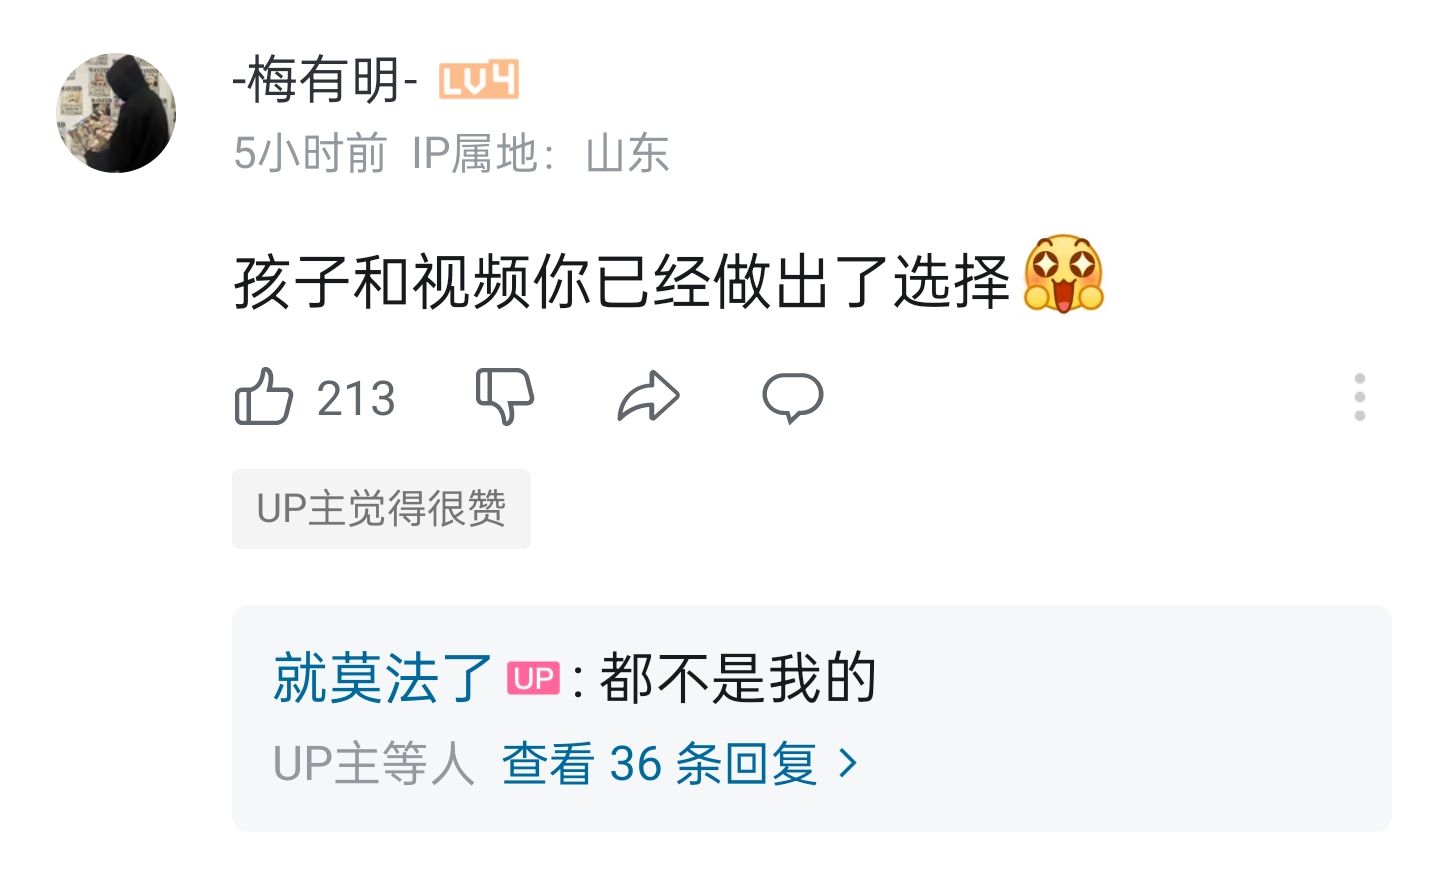 -梅有明- LV4
5小时前 IP属地：山东
孩子和视频你已经做出了选择
213
UP主觉得很赞
就莫法了 UP : 都不是我的
UP主等人 查看 36 条回复 >